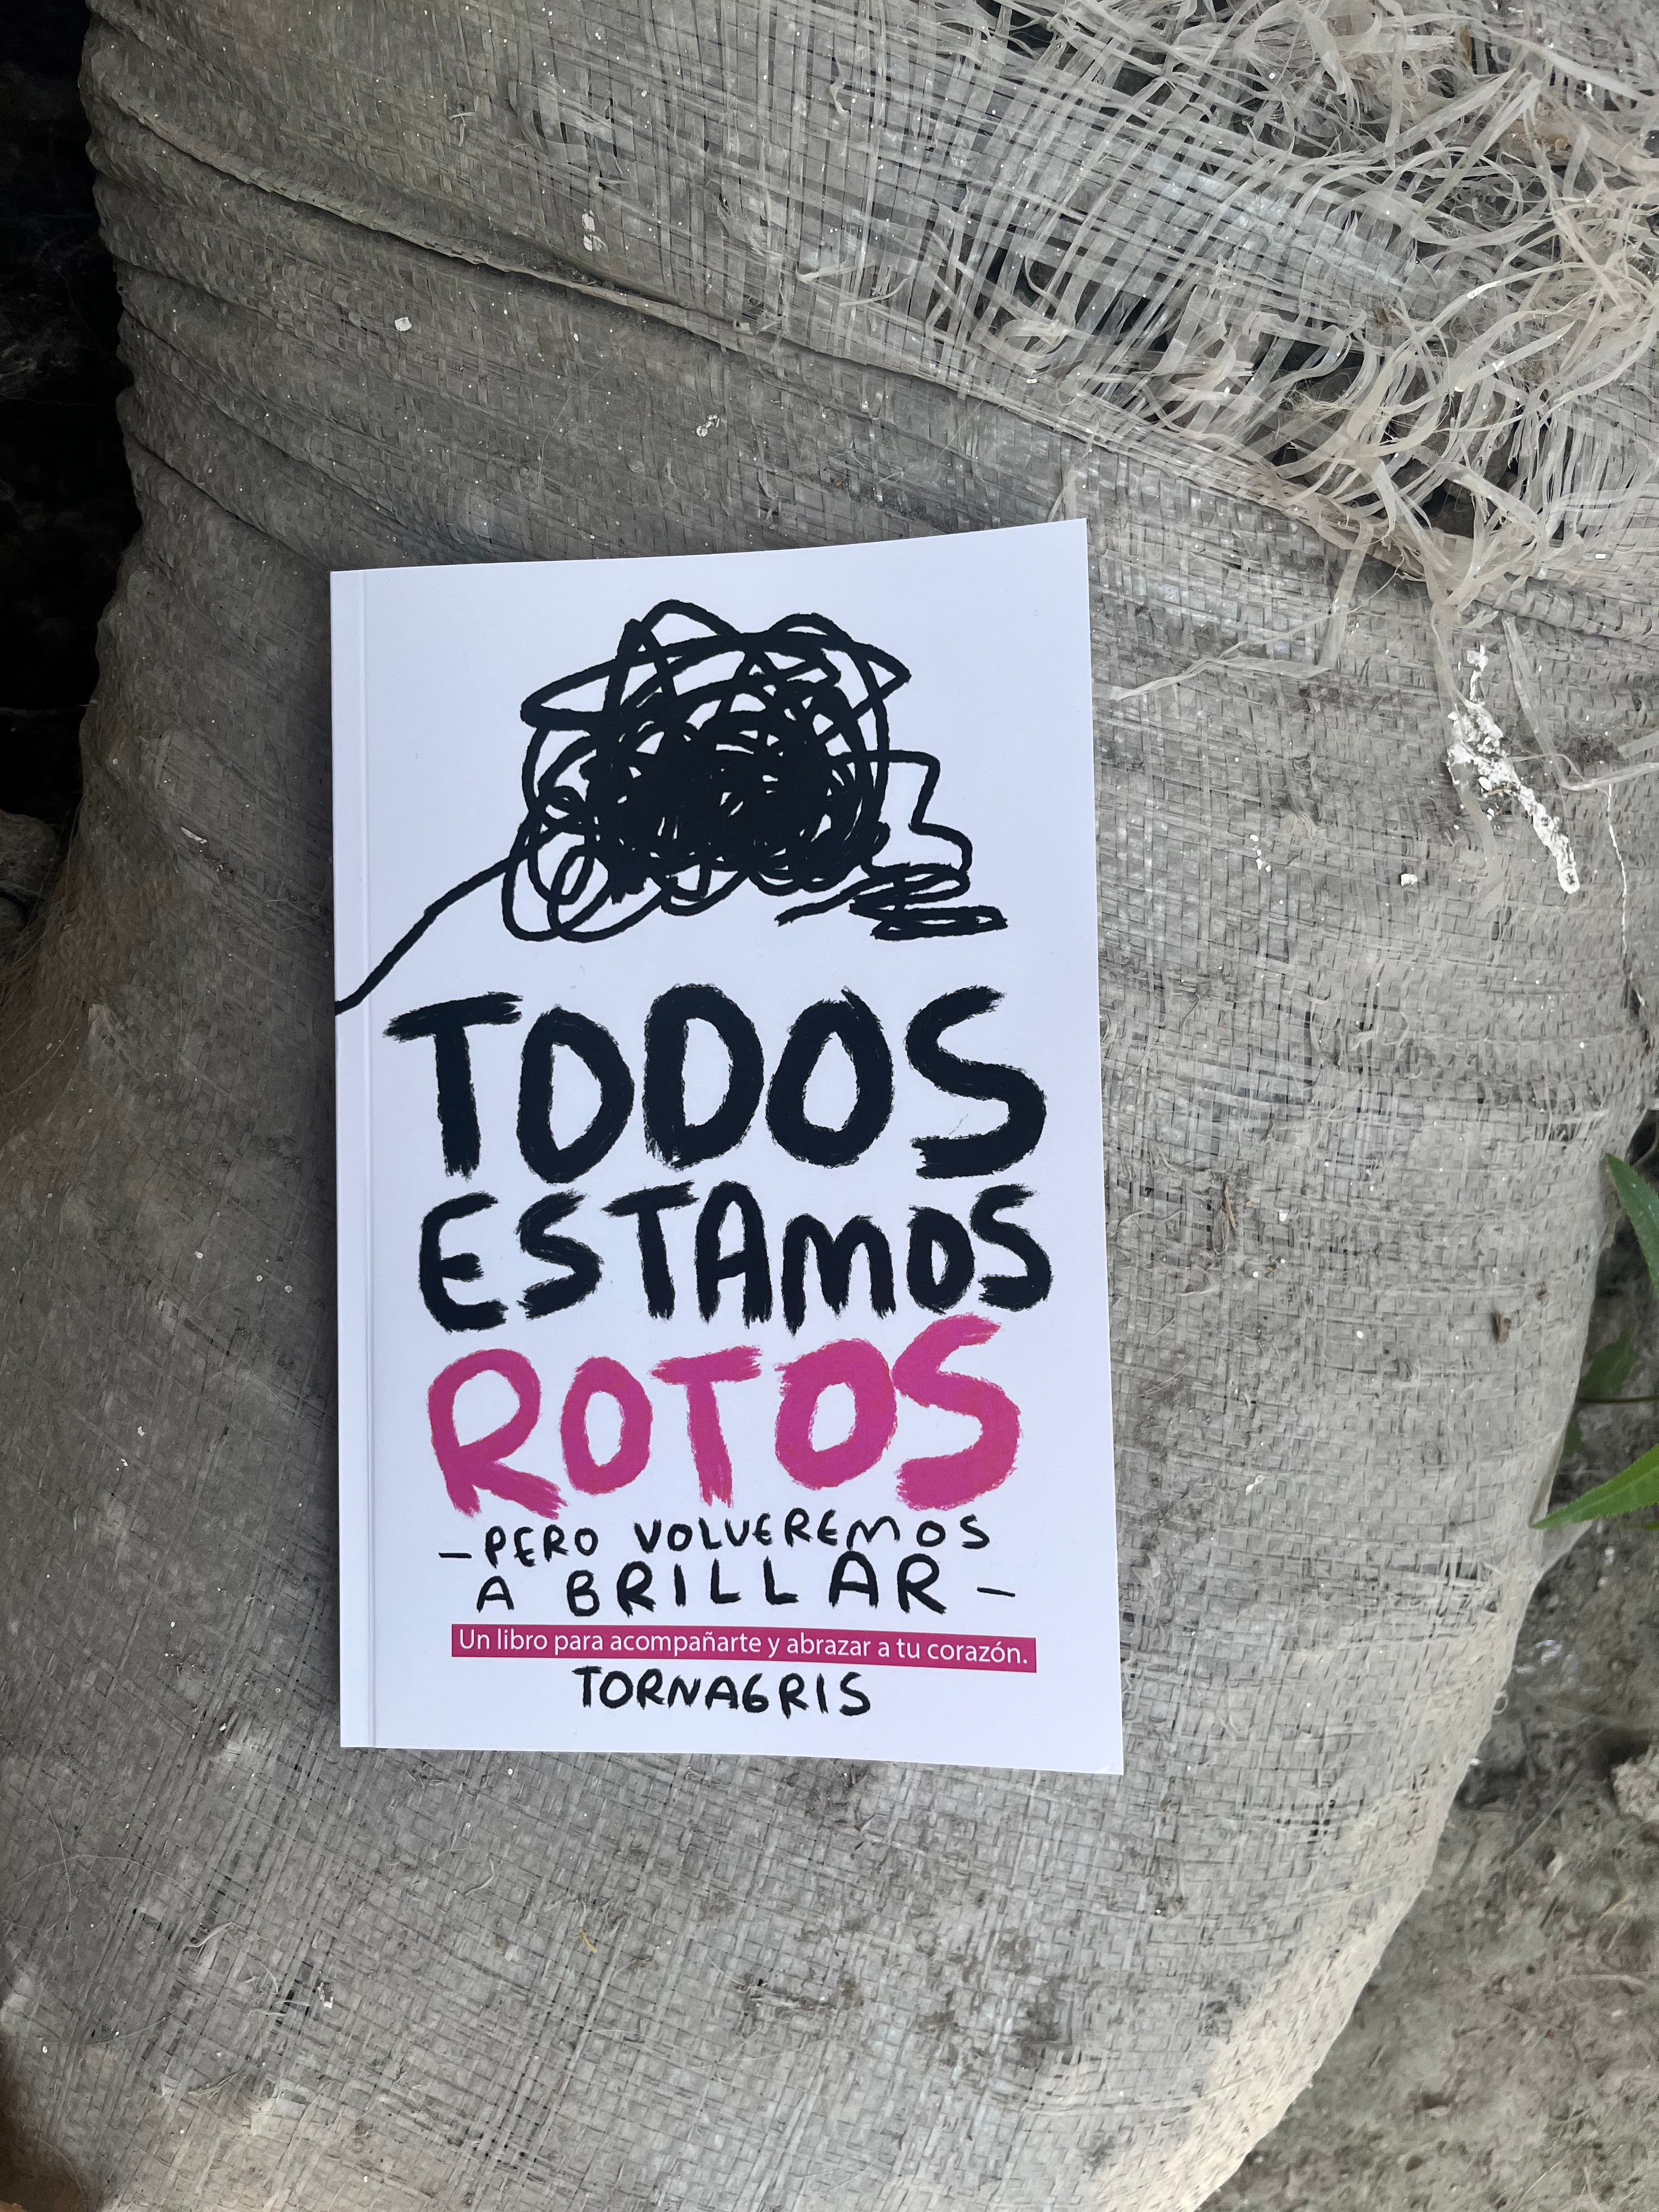 TODOS
ESTAMOS
ROTOS
— PERO VOLVEREMOS
A BRILLAR —
Un libro para acompañarte y abrazar a tu corazón.
TORNAGRIS